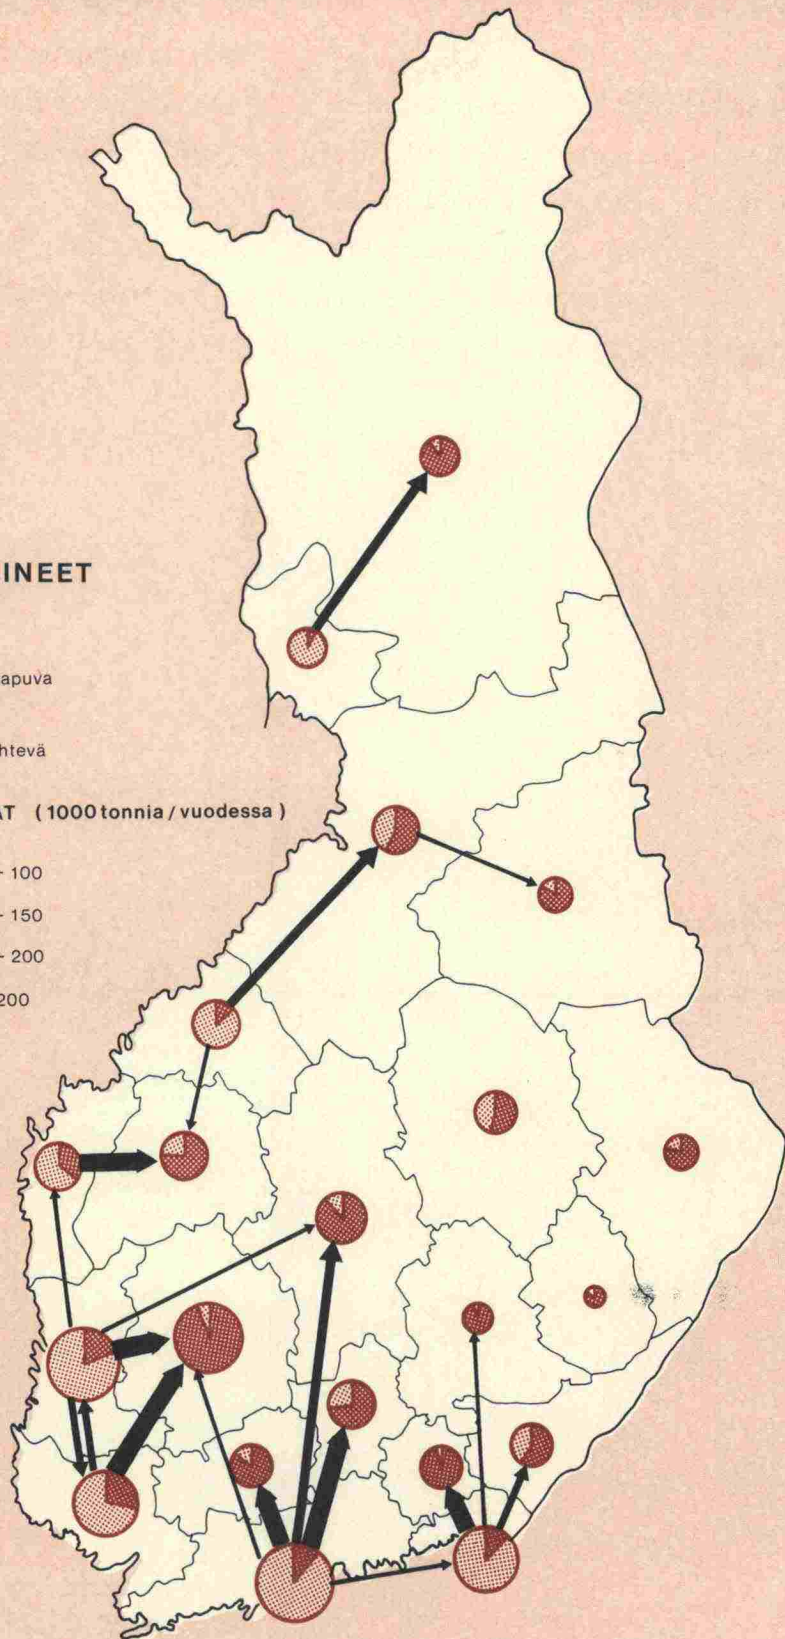 INEET
apuva
htevä
AT (1000 tonnia / vuodessa)
- 100
- 150
- 200
200